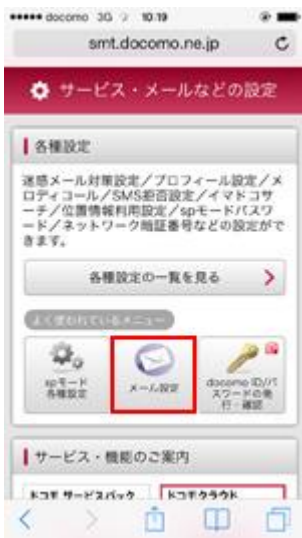 docomo 3G 10:19
smt.docomo.ne.jp
サービス・メールなどの設定
各種設定
迷惑メール対策設定／プロフィール設定／メ
ロディコール／SMS拒否設定／イマドコサ
ーチ／位置情報利用設定／spモードパスワ
ード／ネットワーク暗証番号などの設定がで
きます。
各種設定の一覧を見る
よく使われているメニュー
spモード
各種設定
メール設定
docomo ID/パ
スワードの発
行・確認
サービス・機能のご案内
ドコモ サービスパック
ドコモクラウド